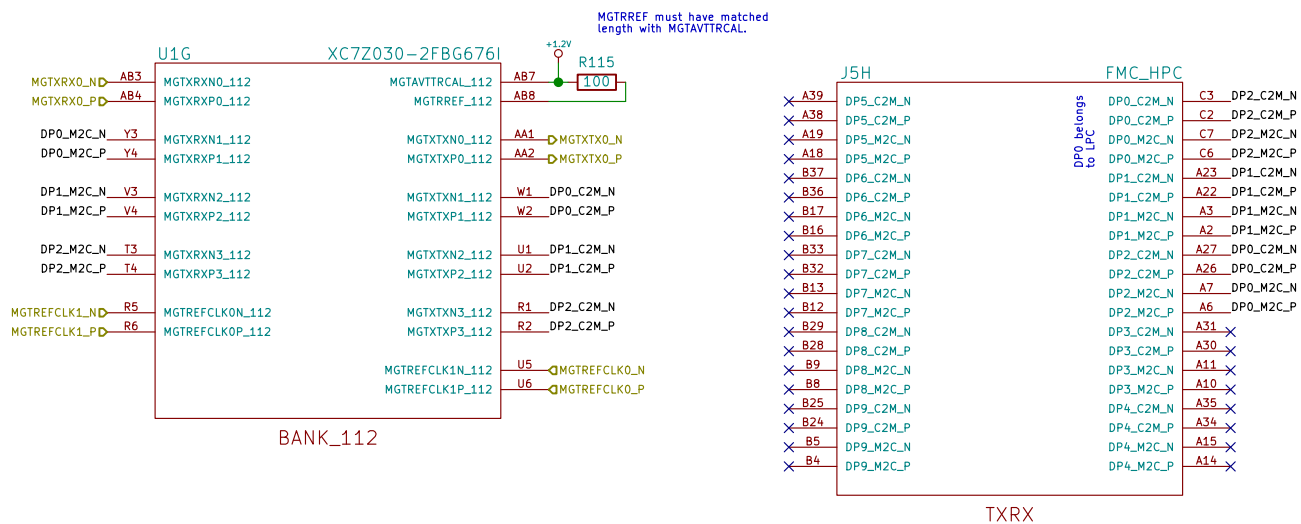 MGTRREF must have matched
length with MGTAVTTRCAL.
+1.2V
U1G XC7Z030-2FBG676I
R115
100
MGTXRX0_N AB3 MGTXRXN0_112 MGTAVTTRCAL_112 AB7
MGTXRX0_P AB4 MGTXRXP0_112 MGTRREF_112 AB8
DP0_M2C_N Y3 MGTXRXN1_112 MGTXTXN0_112 AA1 MGTXTX0_N
DP0_M2C_P Y4 MGTXRXP1_112 MGTXTXP0_112 AA2 MGTXTX0_P
DP1_M2C_N V3 MGTXRXN2_112 MGTXTXN1_112 W1 DP0_C2M_N
DP1_M2C_P V4 MGTXRXP2_112 MGTXTXP1_112 W2 DP0_C2M_P
DP2_M2C_N T3 MGTXRXN3_112 MGTXTXN2_112 U1 DP1_C2M_N
DP2_M2C_P T4 MGTXRXP3_112 MGTXTXP2_112 U2 DP1_C2M_P
MGTREFCLK1_N R5 MGTREFCLK0N_112 MGTXTXN3_112 R1 DP2_C2M_N
MGTREFCLK1_P R6 MGTREFCLK0P_112 MGTXTXP3_112 R2 DP2_C2M_P
MGTREFCLK1N_112 U5 MGTREFCLK0_N
MGTREFCLK1P_112 U6 MGTREFCLK0_P
BANK_112
J5H FMC_HPC
DP0 belongs
to LPC
A39 DP5_C2M_N DP0_C2M_N C3 DP2_C2M_N
A38 DP5_C2M_P DP0_C2M_P C2 DP2_C2M_P
A19 DP5_M2C_N DP0_M2C_N C7 DP2_M2C_N
A18 DP5_M2C_P DP0_M2C_P C6 DP2_M2C_P
B37 DP6_C2M_N DP1_C2M_N A23 DP1_C2M_N
B36 DP6_C2M_P DP1_C2M_P A22 DP1_C2M_P
B17 DP6_M2C_N DP1_M2C_N A3 DP1_M2C_N
B16 DP6_M2C_P DP1_M2C_P A2 DP1_M2C_P
B33 DP7_C2M_N DP2_C2M_N A27 DP0_C2M_N
B32 DP7_C2M_P DP2_C2M_P A26 DP0_C2M_P
B13 DP7_M2C_N DP2_M2C_N A7 DP0_M2C_N
B12 DP7_M2C_P DP2_M2C_P A6 DP0_M2C_P
B29 DP8_C2M_N DP3_C2M_N A31
B28 DP8_C2M_P DP3_C2M_P A30
B9 DP8_M2C_N DP3_M2C_N A11
B8 DP8_M2C_P DP3_M2C_P A10
B25 DP9_C2M_N DP4_C2M_N A35
B24 DP9_C2M_P DP4_C2M_P A34
B5 DP9_M2C_N DP4_M2C_N A15
B4 DP9_M2C_P DP4_M2C_P A14
TXRX